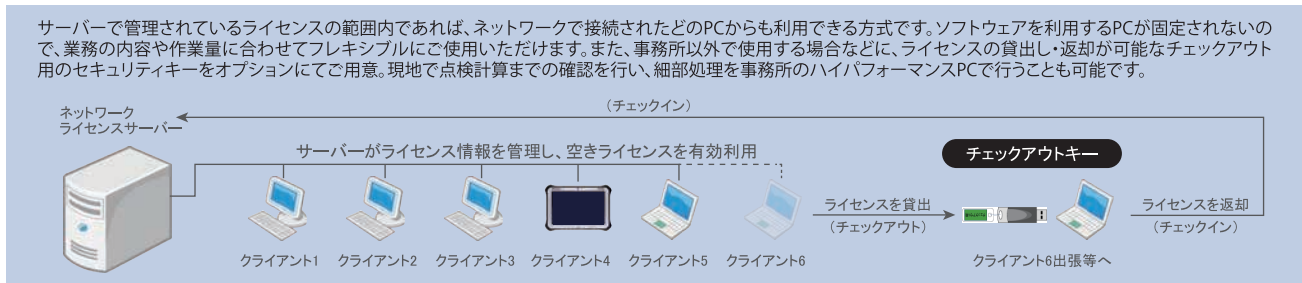 サーバーで管理されているライセンスの範囲内であれば、ネットワークで接続されたどのPCからも利用できる方式です。ソフトウェアを利用するPCが固定されないの
で、業務の内容や作業量に合わせてフレキシブルにご使用いただけます。また、事務所以外で使用する場合などに、ライセンスの貸出し・返却が可能なチェックアウト
用のセキュリティキーをオプションにてご用意。現地で点検計算までの確認を行い、細部処理を事務所のハイパフォーマンスPCで行うことも可能です。
(チェックイン)
ネットワーク
ライセンスサーバー
サーバーがライセンス情報を管理し、空きライセンスを有効利用
チェックアウトキー
ライセンスを貸出
(チェックアウト)
ライセンスを返却
(チェックイン)
クライアント1
クライアント2
クライアント3
クライアント4
クライアント5
クライアント6
クライアント6出張等へ